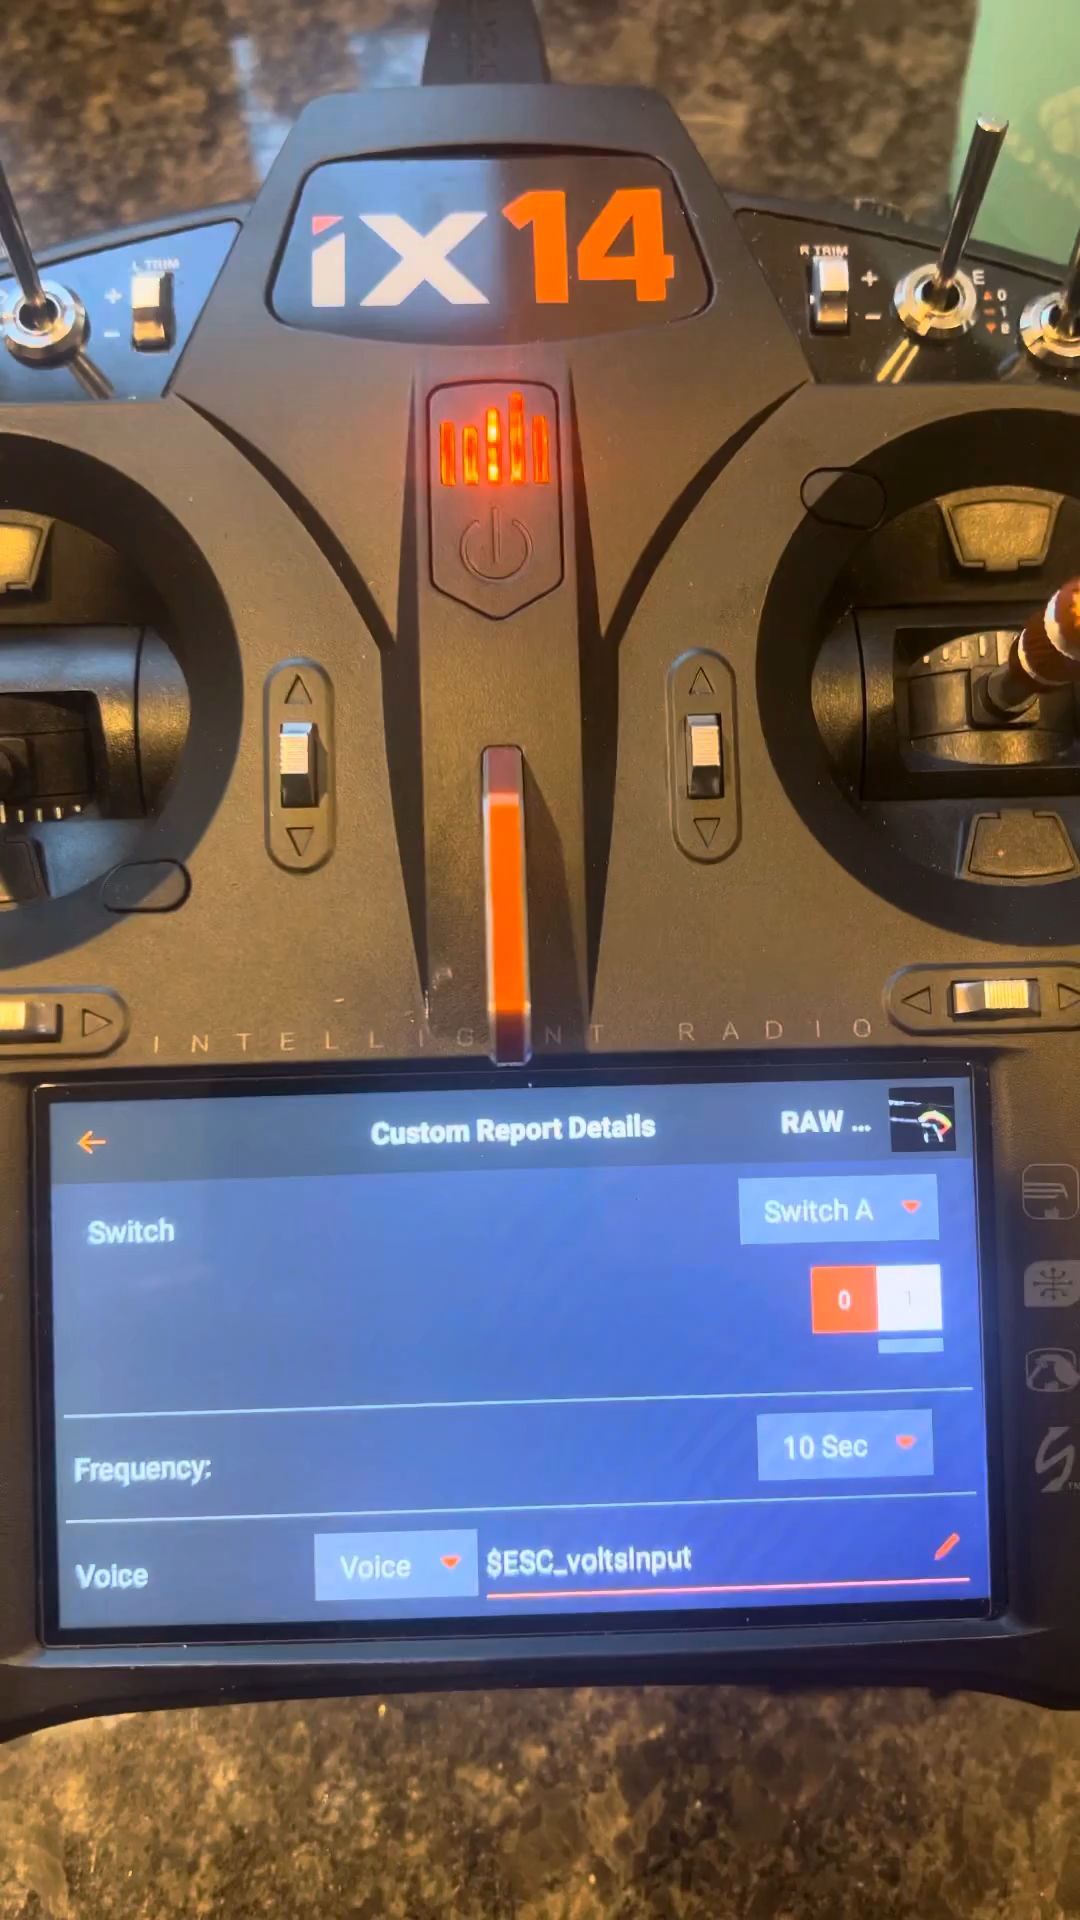 iX14
L TRIM
+
−
R TRIM
+
−
E
0
1
2
INTELLIGENT RADIO
Custom Report Details
RAW ...
Switch
Switch A
0
1
Frequency:
10 Sec
Voice
Voice
$ESC_voltsInput